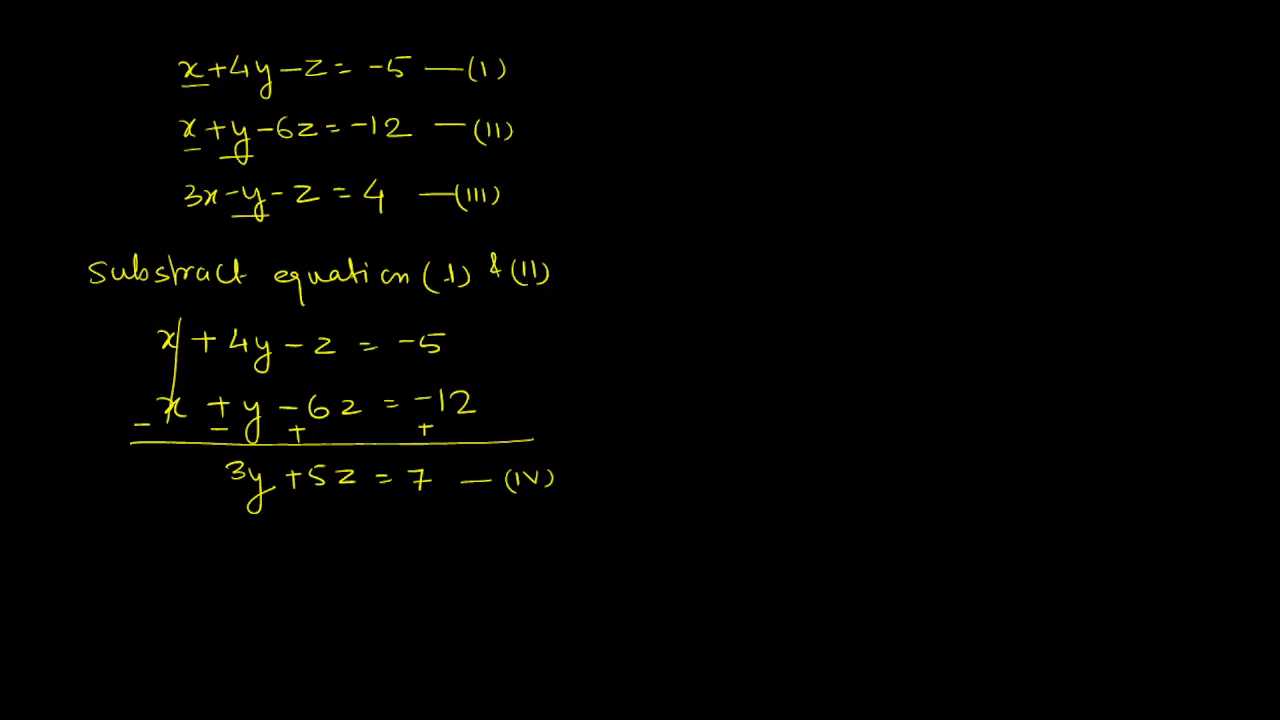 x+4y-z= -5 —(I)
x+y-6z=-12 —(II)
3x-y-z=4 —(III)
Substract equation (I) & (II)
x + 4y - z = -5
x + y - 6z = -12
- - + +
3y+5z=7 —(IV)